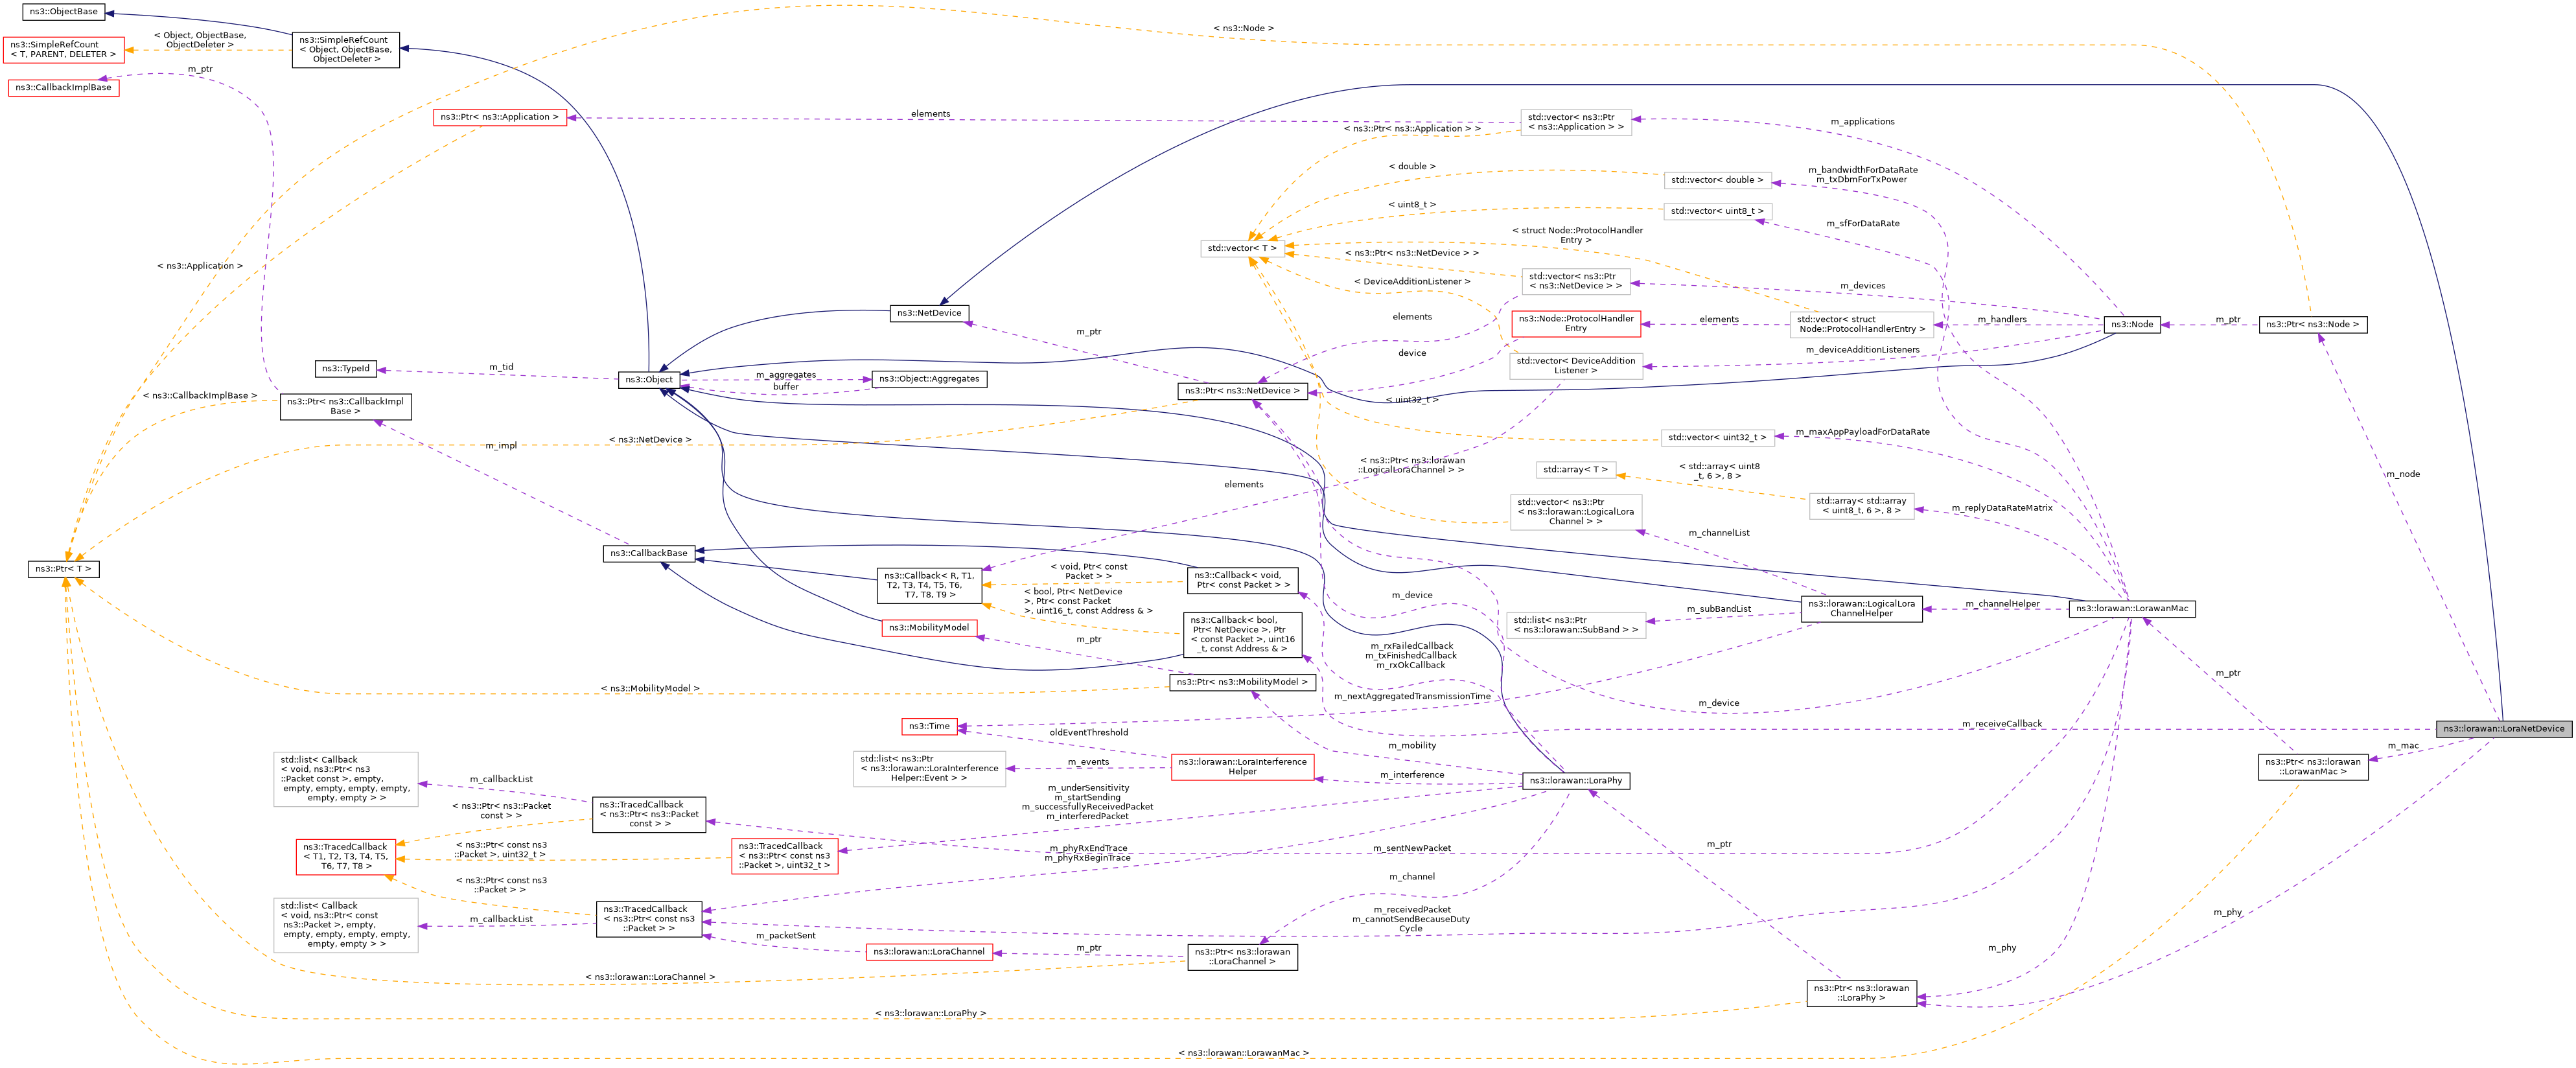 ns3::ObjectBase
ns3::SimpleRefCount
< T, PARENT, DELETER >
< Object, ObjectBase,
ObjectDeleter >
ns3::SimpleRefCount
< Object, ObjectBase,
ObjectDeleter >
ns3::CallbackImplBase
m_ptr
ns3::Ptr< ns3::Application >
elements
< ns3::Node >
std::vector< ns3::Ptr
< ns3::Application > >
< ns3::Ptr< ns3::Application > >
m_applications
< double >
std::vector< double >
m_bandwidthForDataRate
m_txDbmForTxPower
< uint8_t >
std::vector< uint8_t >
m_sfForDataRate
std::vector< T >
< struct Node::ProtocolHandler
Entry >
< ns3::Ptr< ns3::NetDevice > >
< ns3::Application >
std::vector< ns3::Ptr
< ns3::NetDevice > >
< DeviceAdditionListener >
m_devices
ns3::NetDevice
elements
ns3::Node::ProtocolHandler
Entry
elements
std::vector< struct
Node::ProtocolHandlerEntry >
m_handlers
ns3::Node
m_ptr
ns3::Ptr< ns3::Node >
m_ptr
device
std::vector< DeviceAddition
Listener >
m_deviceAdditionListeners
ns3::TypeId
m_tid
ns3::Object
m_aggregates
buffer
ns3::Object::Aggregates
ns3::Ptr< ns3::NetDevice >
< ns3::CallbackImplBase >
ns3::Ptr< ns3::CallbackImpl
Base >
< uint32_t >
std::vector< uint32_t >
m_maxAppPayloadForDataRate
m_impl
< ns3::NetDevice >
< ns3::Ptr< ns3::lorawan
::LogicalLoraChannel > >
std::array< T >
< std::array< uint8
_t, 6 >, 8 >
m_node
elements
std::vector< ns3::Ptr
< ns3::lorawan::LogicalLora
Channel > >
std::array< std::array
< uint8_t, 6 >, 8 >
m_replyDataRateMatrix
m_channelList
ns3::CallbackBase
ns3::Ptr< T >
ns3::Callback< R, T1,
T2, T3, T4, T5, T6,
T7, T8, T9 >
< void, Ptr< const
Packet > >
ns3::Callback< void,
Ptr< const Packet > >
< bool, Ptr< NetDevice
>, Ptr< const Packet
>, uint16_t, const Address & >
m_device
ns3::lorawan::LogicalLora
ChannelHelper
m_channelHelper
ns3::lorawan::LorawanMac
std::list< ns3::Ptr
< ns3::lorawan::SubBand > >
m_subBandList
ns3::Callback< bool,
Ptr< NetDevice >, Ptr
< const Packet >, uint16
_t, const Address & >
ns3::MobilityModel
m_ptr
m_rxFailedCallback
m_txFinishedCallback
m_rxOkCallback
ns3::Ptr< ns3::MobilityModel >
< ns3::MobilityModel >
m_nextAggregatedTransmissionTime
m_device
m_ptr
ns3::Time
oldEventThreshold
m_receiveCallback
ns3::lorawan::LoraNetDevice
m_mobility
m_mac
std::list< Callback
< void, ns3::Ptr< ns3
::Packet const >, empty,
empty, empty, empty, empty,
empty, empty > >
std::list< ns3::Ptr
< ns3::lorawan::LoraInterference
Helper::Event > >
m_events
ns3::lorawan::LoraInterference
Helper
m_interference
ns3::lorawan::LoraPhy
ns3::Ptr< ns3::lorawan
::LorawanMac >
m_callbackList
< ns3::Ptr< ns3::Packet
const > >
ns3::TracedCallback
< ns3::Ptr< ns3::Packet
const > >
m_underSensitivity
m_startSending
m_successfullyReceivedPacket
m_interferedPacket
ns3::TracedCallback
< T1, T2, T3, T4, T5,
T6, T7, T8 >
< ns3::Ptr< const ns3
::Packet >, uint32_t >
ns3::TracedCallback
< ns3::Ptr< const ns3
::Packet >, uint32_t >
m_phyRxEndTrace
m_phyRxBeginTrace
m_sentNewPacket
m_ptr
< ns3::Ptr< const ns3
::Packet > >
m_channel
std::list< Callback
< void, ns3::Ptr< const
ns3::Packet >, empty,
empty, empty, empty, empty,
empty, empty > >
m_callbackList
ns3::TracedCallback
< ns3::Ptr< const ns3
::Packet > >
m_receivedPacket
m_cannotSendBecauseDuty
Cycle
m_phy
m_packetSent
ns3::lorawan::LoraChannel
m_ptr
ns3::Ptr< ns3::lorawan
::LoraChannel >
m_phy
< ns3::lorawan::LoraChannel >
ns3::Ptr< ns3::lorawan
::LoraPhy >
< ns3::lorawan::LoraPhy >
< ns3::lorawan::LorawanMac >